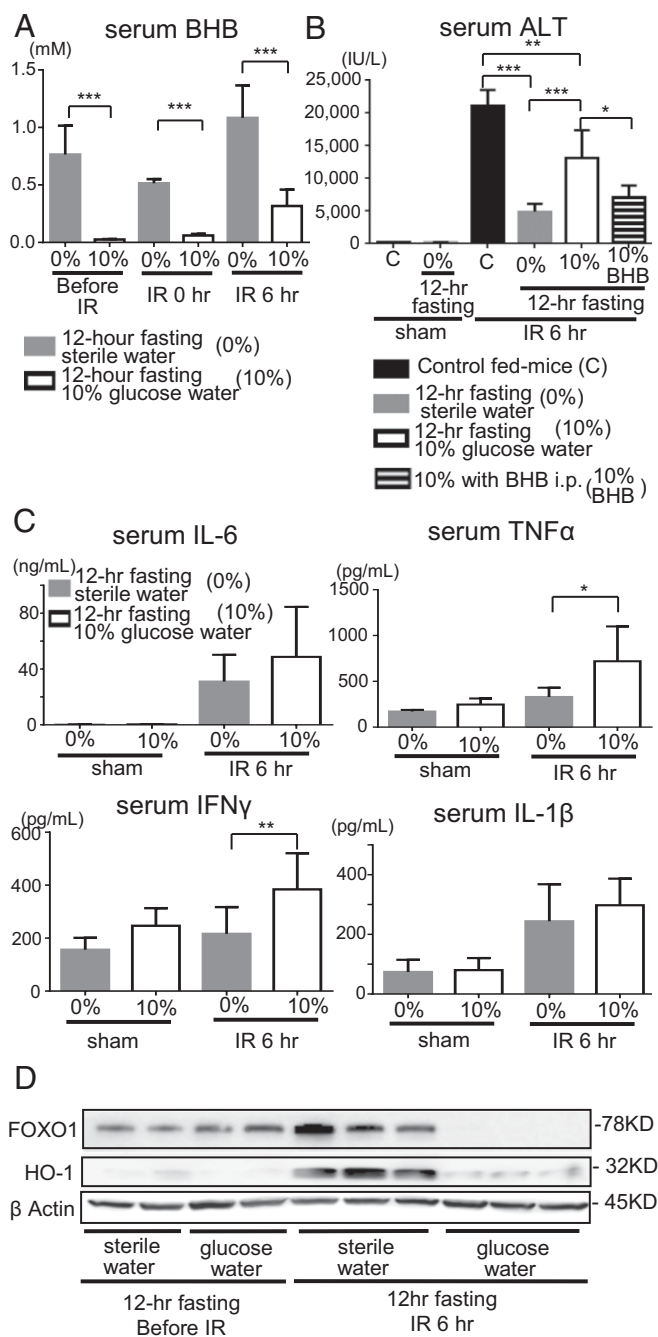 A
serum BHB
(mM)
1.5
1.0
0.5
0.0
***
***
***
0% 10% 0% 10% 0% 10%
Before IR
IR 0 hr
IR 6 hr
12-hour fasting
sterile water (0%)
12-hour fasting
10% glucose water (10%)
B
serum ALT
(IU/L)
25,000
20,000
15,000
10,000
5,000
0
**
***
***
*
C 0% C 0% 10% 10% BHB
12-hr fasting
12-hr fasting
sham
IR 6 hr
Control fed-mice (C)
12-hr fasting
sterile water (0%)
12-hr fasting
10% glucose water (10%)
10% with BHB i.p. (10% BHB)
C
serum IL-6
(ng/mL)
80
40
0
12-hr fasting
sterile water (0%)
12-hr fasting
10% glucose water (10%)
0% 10% 0% 10%
sham
IR 6 hr
serum TNFα
(pg/mL)
1500
1000
500
0
*
0% 10% 0% 10%
sham
IR 6 hr
serum IFNγ
(pg/mL)
600
400
200
0
**
0% 10% 0% 10%
sham
IR 6 hr
serum IL-1β
(pg/mL)
400
200
0
0% 10% 0% 10%
sham
IR 6 hr
D
FOXO1 -78KD
HO-1 - 32KD
β Actin - 45KD
sterile water
glucose water
sterile water
glucose water
12-hr fasting
Before IR
12hr fasting
IR 6 hr